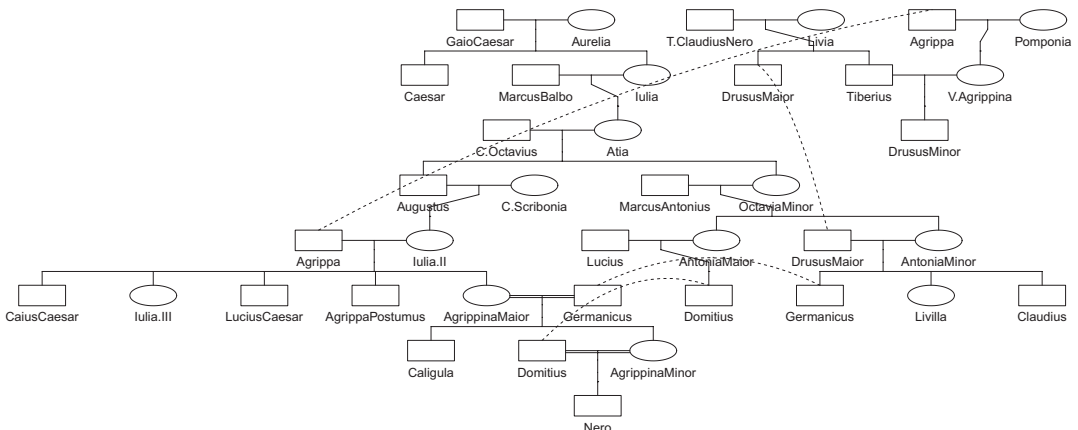 GaioCaesar Aurelia T.ClaudiusNero Livia Agrippa Pomponia
Caesar MarcusBalbo Iulia DrususMaior Tiberius V.Agrippina
C.Octavius Atia DrususMinor
Augustus C.Scribonia MarcusAntonius OctaviaMinor
Agrippa Iulia.II Lucius AntoniaMaior DrususMaior AntoniaMinor
CaiusCaesar Iulia.III LuciusCaesar AgrippaPostumus AgrippinaMaior Germanicus Domitius Germanicus Livilla Claudius
Caligula Domitius AgrippinaMinor
Nero